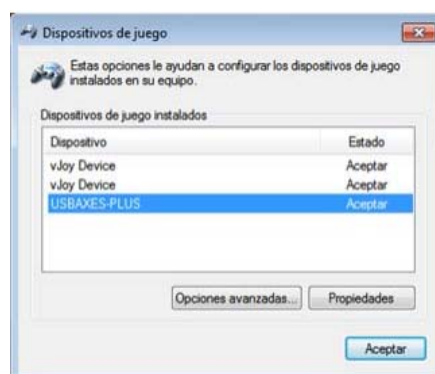 Dispositivos de juego
Estas opciones le ayudan a configurar los dispositivos de juego
instalados en su equipo.
Dispositivos de juego instalados
Dispositivo Estado
vJoy Device Aceptar
vJoy Device Aceptar
USBAXES-PLUS Aceptar
Opciones avanzadas... Propiedades
Aceptar